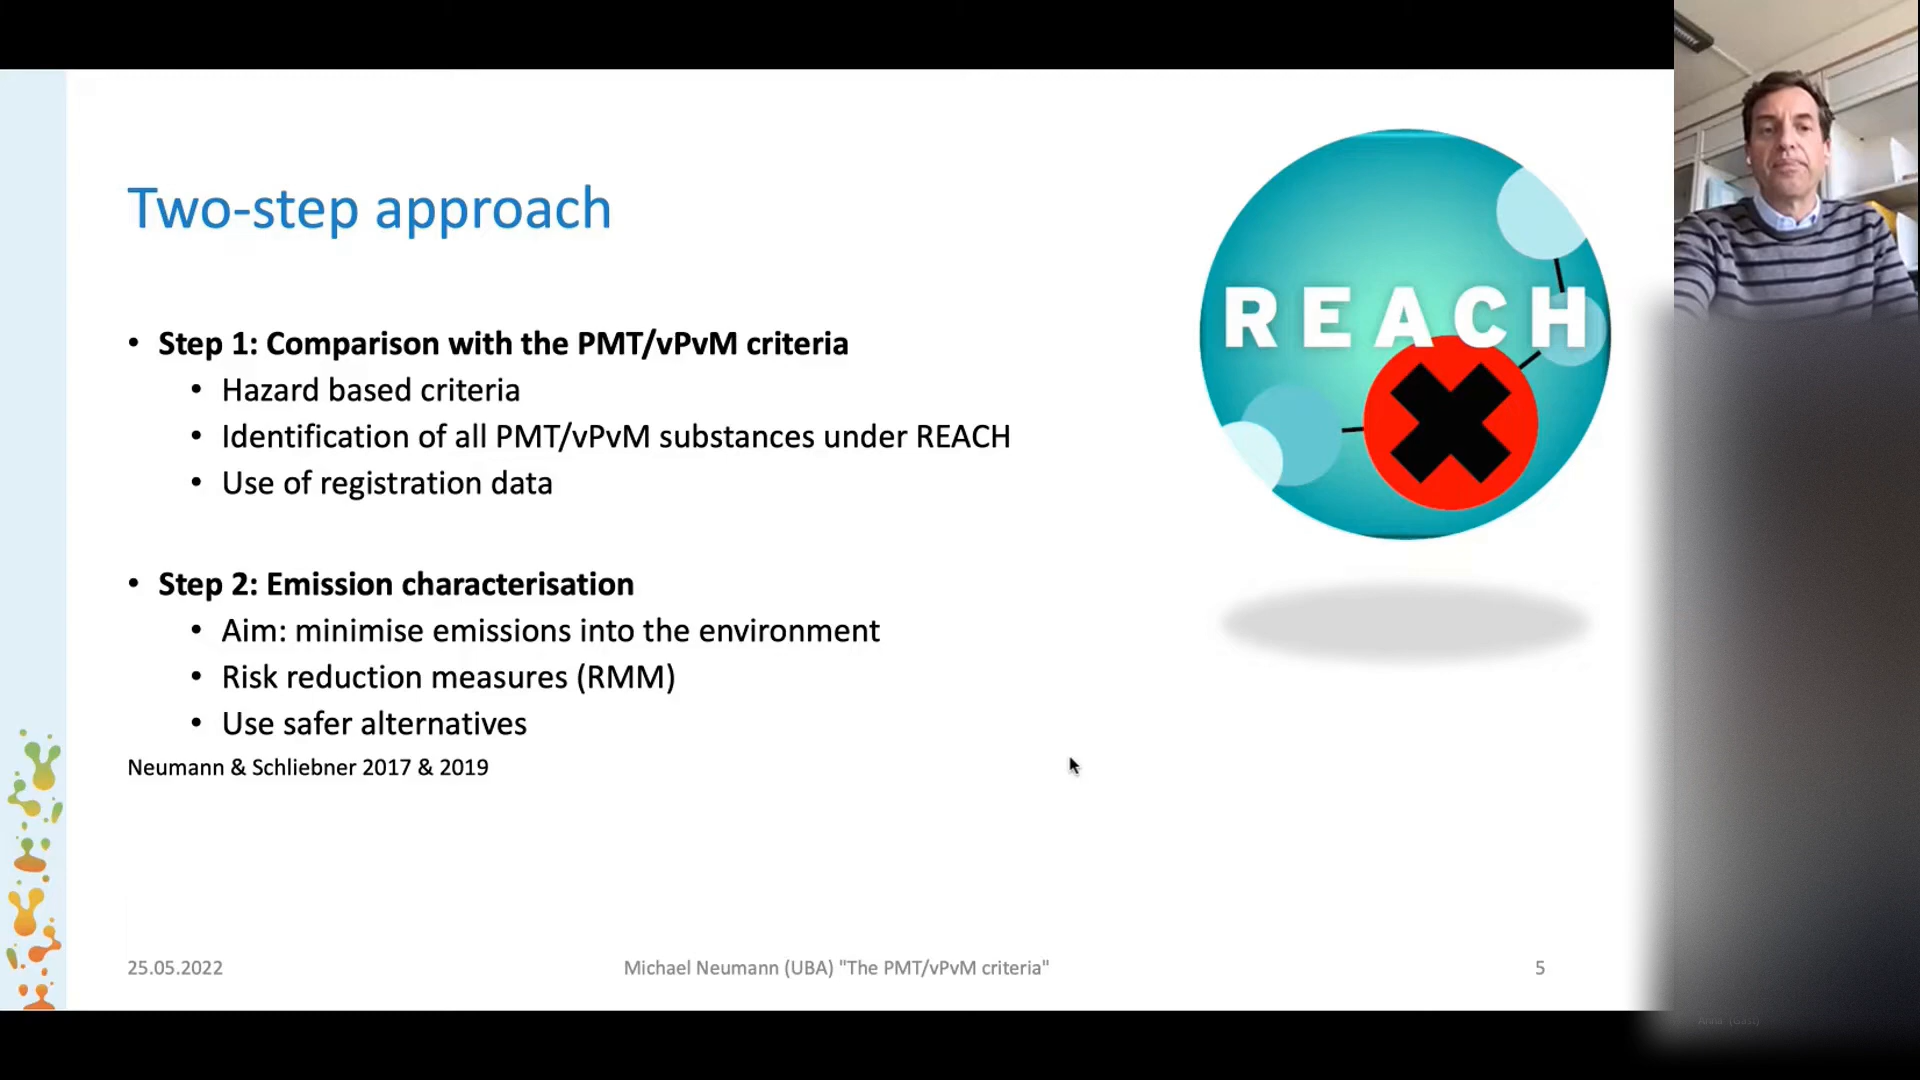 Two-step approach
REACH
• Step 1: Comparison with the PMT/vPvM criteria
• Hazard based criteria
• Identification of all PMT/vPvM substances under REACH
• Use of registration data
• Step 2: Emission characterisation
• Aim: minimise emissions into the environment
• Risk reduction measures (RMM)
• Use safer alternatives
Neumann & Schliebner 2017 & 2019
25.05.2022
Michael Neumann (UBA) "The PMT/vPvM criteria"
5